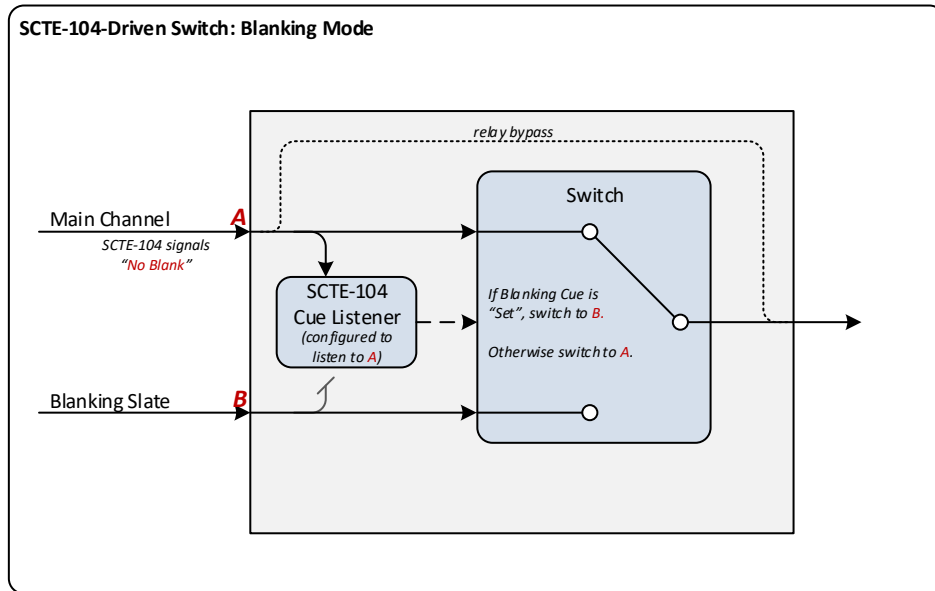 SCTE-104-Driven Switch: Blanking Mode
relay bypass
Switch
Main Channel
A
SCTE-104 signals
“No Blank”
SCTE-104
Cue Listener
(configured to
listen to A)
If Blanking Cue is
“Set”, switch to B.
Otherwise switch to A.
Blanking Slate
B